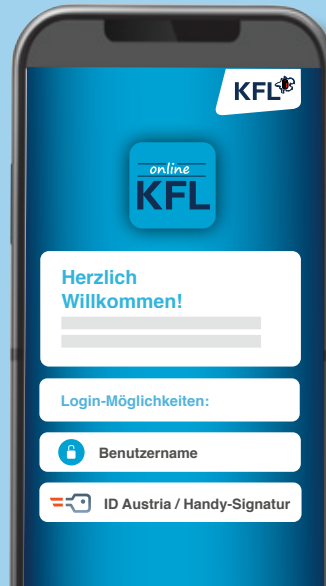 KFL
online
KFL
Herzlich
Willkommen!
Login-Möglichkeiten:
Benutzername
ID Austria / Handy-Signatur